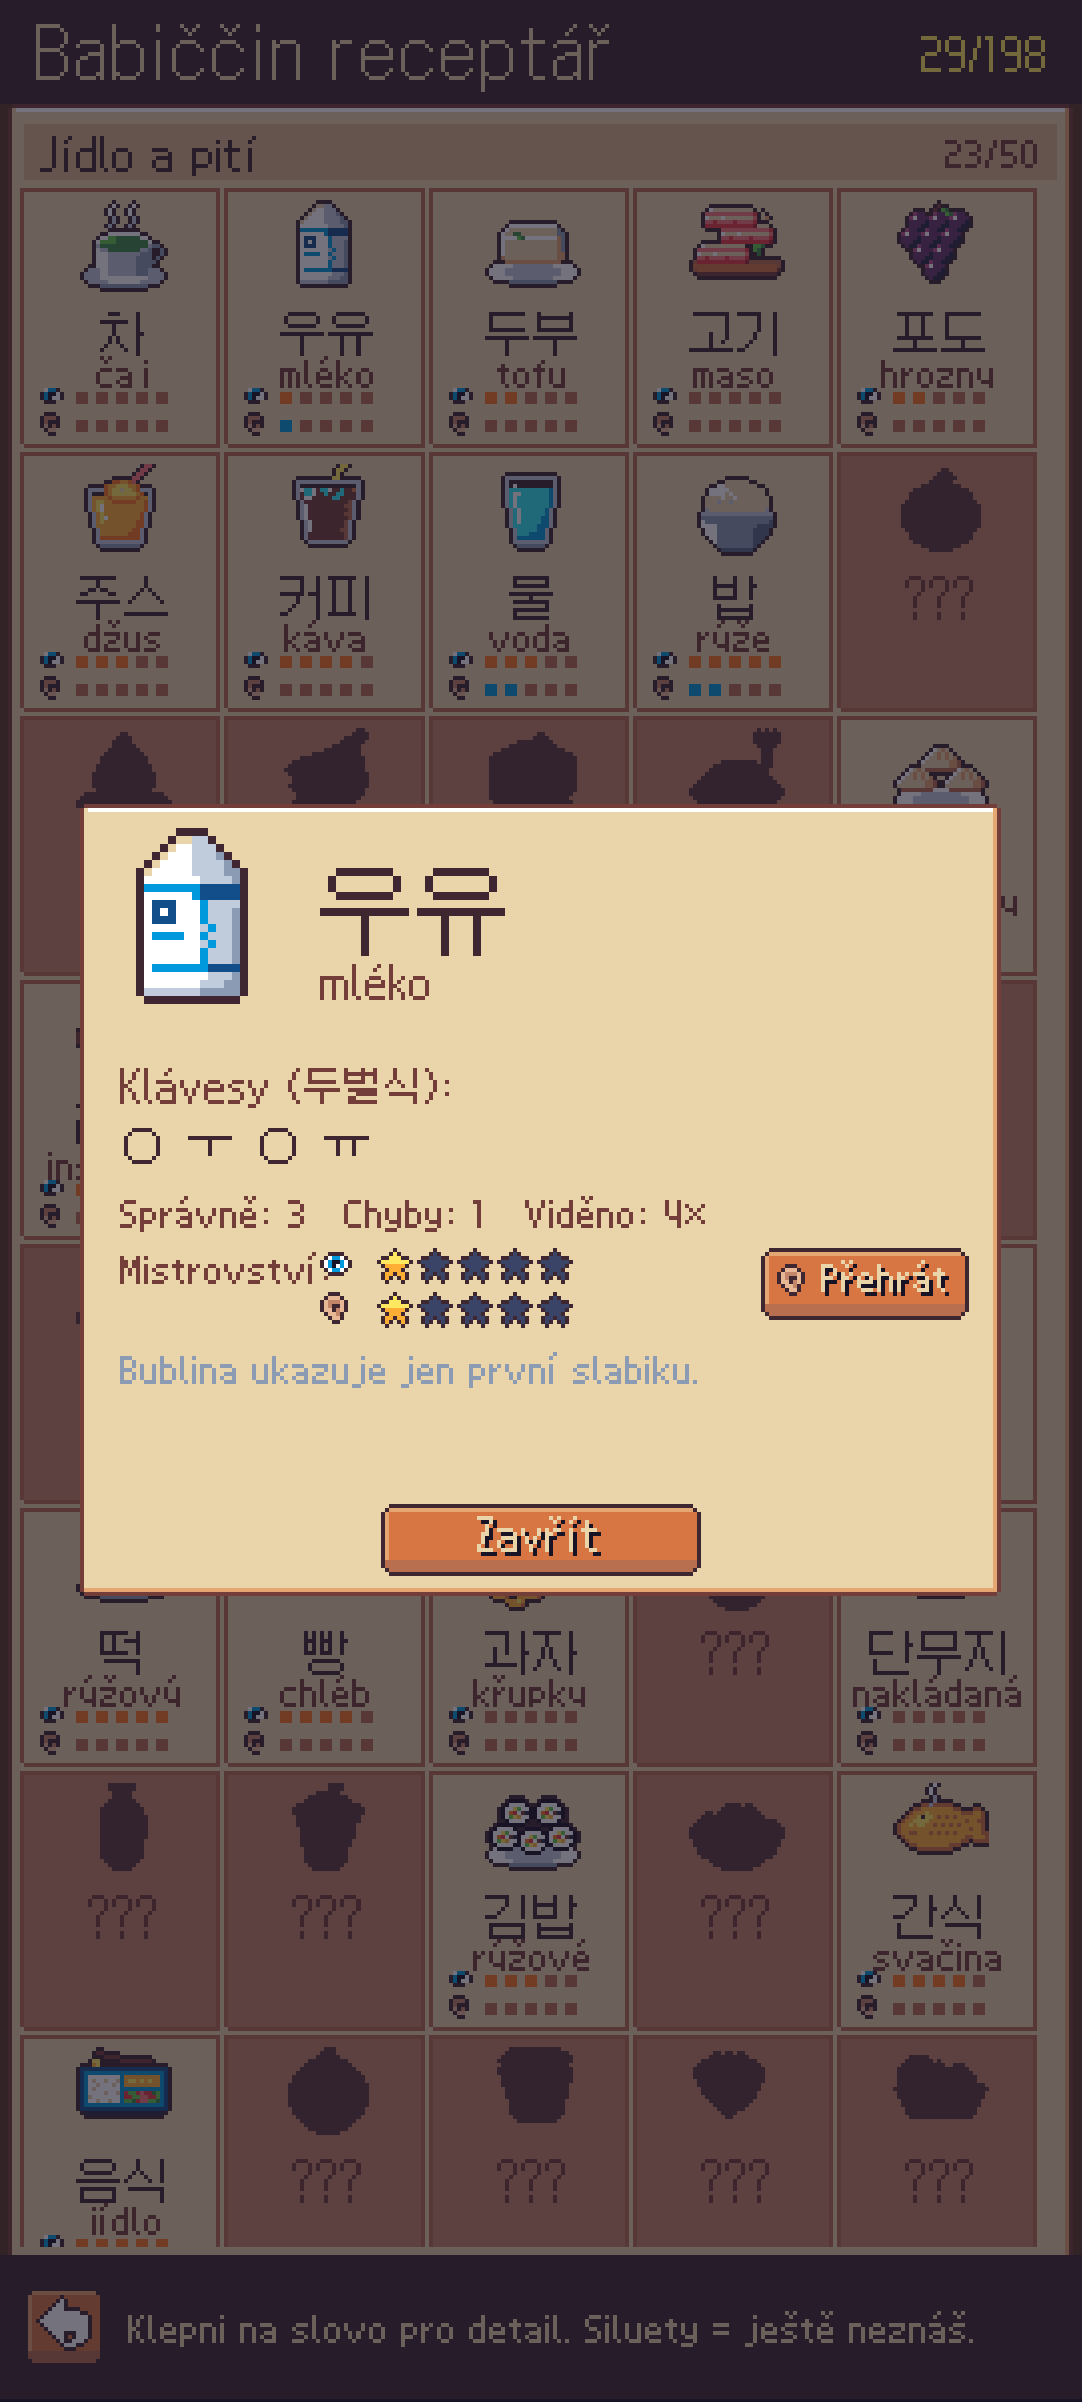 Babiččin receptář
29/198
Jídlo a pití
23/50
차
čaj
우유
mléko
두부
tofu
고기
maso
포도
hrozny
주스
džus
커피
káva
물
voda
밥
rýže
???
우유
mléko
Klávesy (두벌식):
ㅇ ㅜ ㅇ ㅠ
Správně: 3 Chyby: 1 Viděno: 4x
Mistrovství
Přehrát
Bublina ukazuje jen první slabiku.
Zavřít
떡
rýžový
빵
chléb
과자
křupky
???
단무지
nakládaná
???
???
김밥
rýžové
???
간식
svačina
음식
jídlo
???
???
???
???
Klepni na slovo pro detail. Siluety = ještě neznáš.